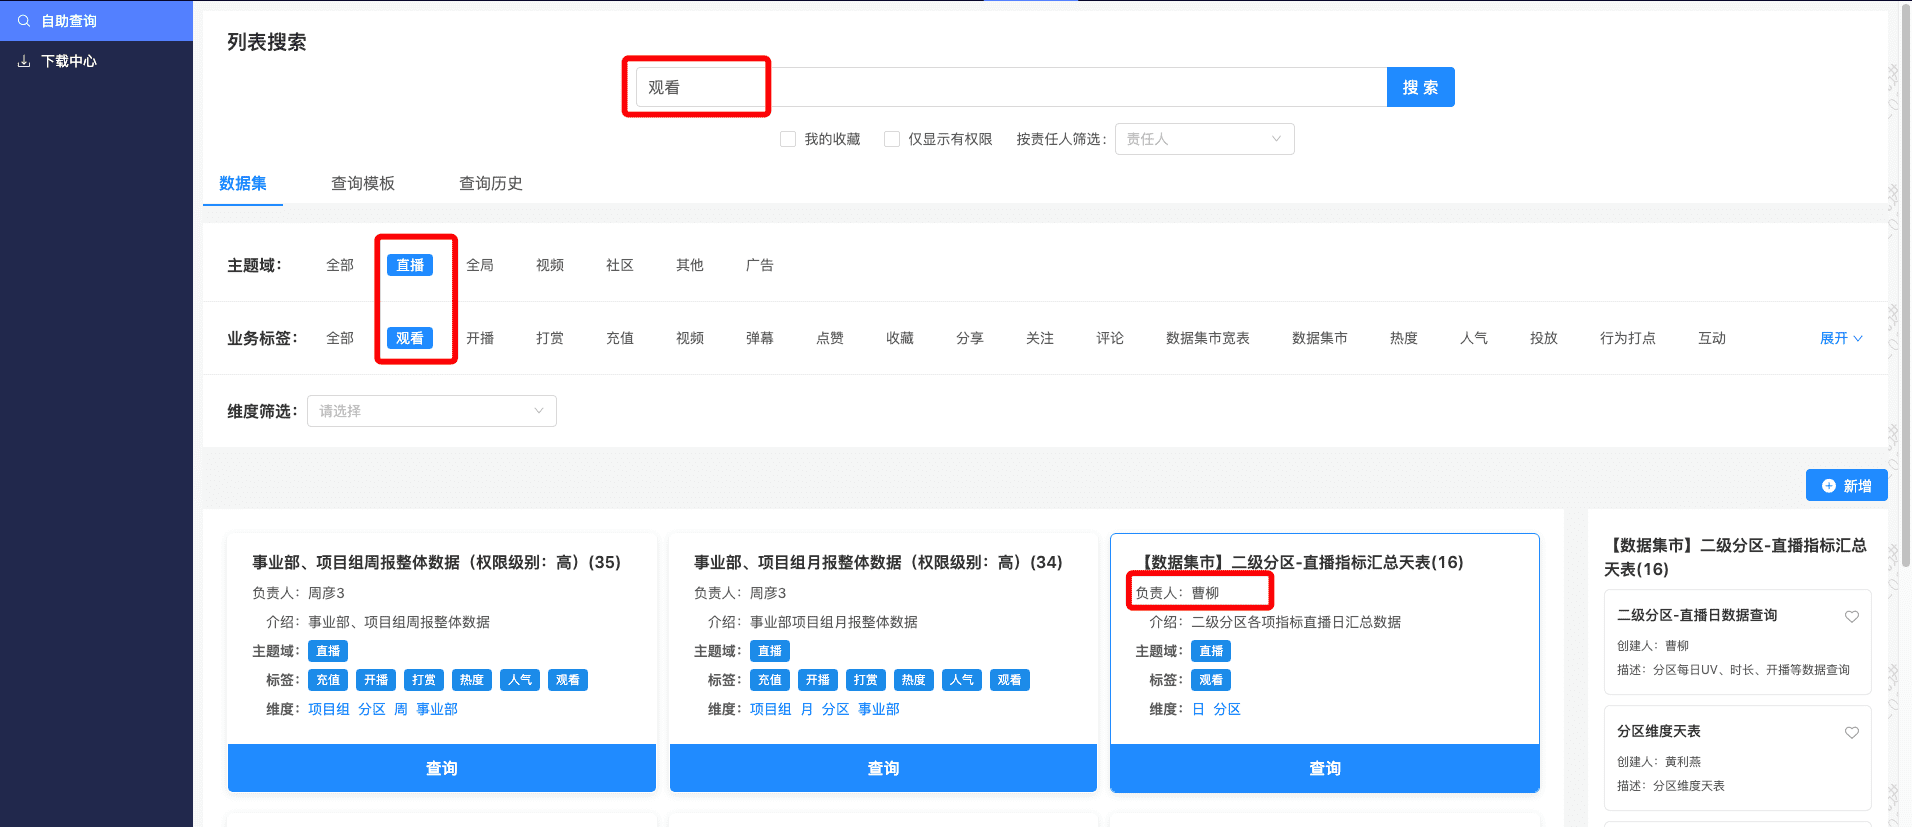 自助查询
下载中心
列表搜索
观看
搜 索
我的收藏 仅显示有权限 按责任人筛选： 责任人
数据集 查询模板 查询历史
主题域： 全部 直播 全局 视频 社区 其他 广告
业务标签： 全部 观看 开播 打赏 充值 视频 弹幕 点赞 收藏 分享 关注 评论 数据集市宽表 数据集市 热度 人气 投放 行为打点 互动 展开
维度筛选： 请选择
新增
事业部、项目组周报整体数据（权限级别：高）(35)
负责人：周彦3
介绍：事业部、项目组周报整体数据
主题域： 直播
标签： 充值 开播 打赏 热度 人气 观看
维度： 项目组 分区 周 事业部
查询
事业部、项目组月报整体数据（权限级别：高）(34)
负责人：周彦3
介绍：事业部项目组月报整体数据
主题域： 直播
标签： 充值 开播 打赏 热度 人气 观看
维度： 项目组 月 分区 事业部
查询
【数据集市】二级分区-直播指标汇总天表(16)
负责人：曹柳
介绍：二级分区各项指标直播日汇总数据
主题域： 直播
标签： 观看
维度： 日 分区
查询
【数据集市】二级分区-直播指标汇总
天表(16)
二级分区-直播日数据查询
创建人：曹柳
描述：分区每日UV、时长、开播等数据查询
分区维度天表
创建人：黄利燕
描述：分区维度天表